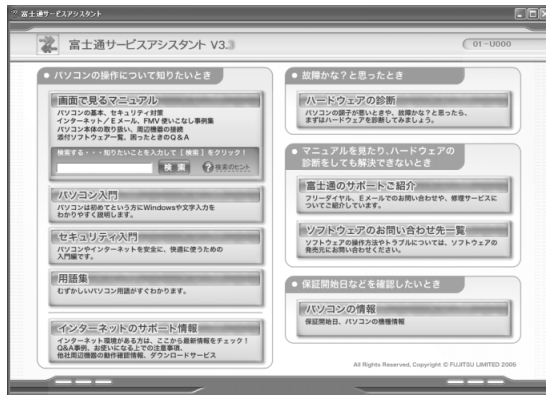 富士通サービスアシスタント
富士通サービスアシスタント V3.3
01-U000
パソコンの操作について知りたいとき
画面で見るマニュアル
パソコンの基本、セキュリティ対策
インターネット/Eメール、FMV 使いこなし事例集
パソコン本体の取り扱い、周辺機器の接続
添付ソフトウェア一覧、困ったときのQ&A
検索する・・・知りたいことを入力して [ 検索 ] をクリック!
検索
検索のヒント
パソコン入門
パソコンは初めてという方にWindowsや文字入力を
わかりやすく説明します。
セキュリティ入門
パソコンやインターネットを安全に、快適に使うための
入門編です。
用語集
むずかしいパソコン用語がすぐわかります。
インターネットのサポート情報
インターネット環境がある方は、ここから最新情報をチェック!
Q&A事例、お使いになる上での注意事項、
他社周辺機器の動作確認情報、ダウンロードサービス
故障かな?と思ったとき
ハードウェアの診断
パソコンの調子が悪いときや、故障かな?と思ったら、
まずはハードウェアを診断してみましょう。
マニュアルを見たり、ハードウェアの
診断をしても解決できないとき
富士通のサポートご紹介
フリーダイヤル、Eメールでのお問い合わせや、修理サービスに
ついてご紹介しています。
ソフトウェアのお問い合わせ先一覧
ソフトウェアの操作方法やトラブルについては、ソフトウェアの
発売元にお問い合わせください。
保証開始日などを確認したいとき
パソコンの情報
保証開始日、パソコンの機種情報
All Rights Reserved, Copyright © FUJITSU LIMITED 2005